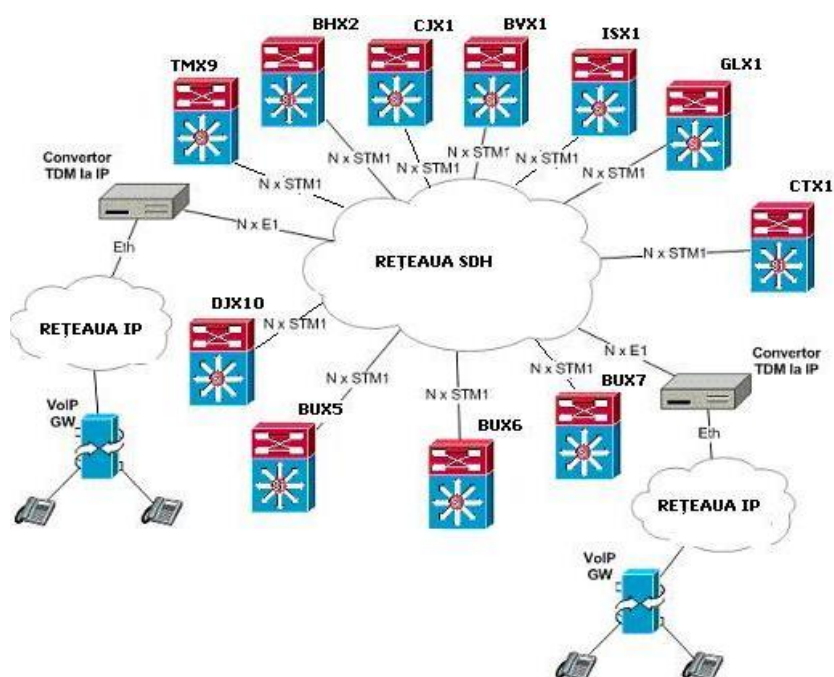 BHX2
CJX1
BVX1
ISX1
GLX1
TMX9
Convertor
TDM la IP
N x STM1
N x STM1
N x STM1
N x STM1
N x STM1
N x STM1
CTX1
N x E1
Eth
REȚEAUA SDH
N x STM1
REȚEAUA IP
DJX10
N x STM1
N x E1
Convertor
TDM la IP
VoIP
GW
BUX5
N x STM1
N x STM1
BUX6
N x STM1
BUX7
Eth
REȚEAUA IP
VoIP
GW